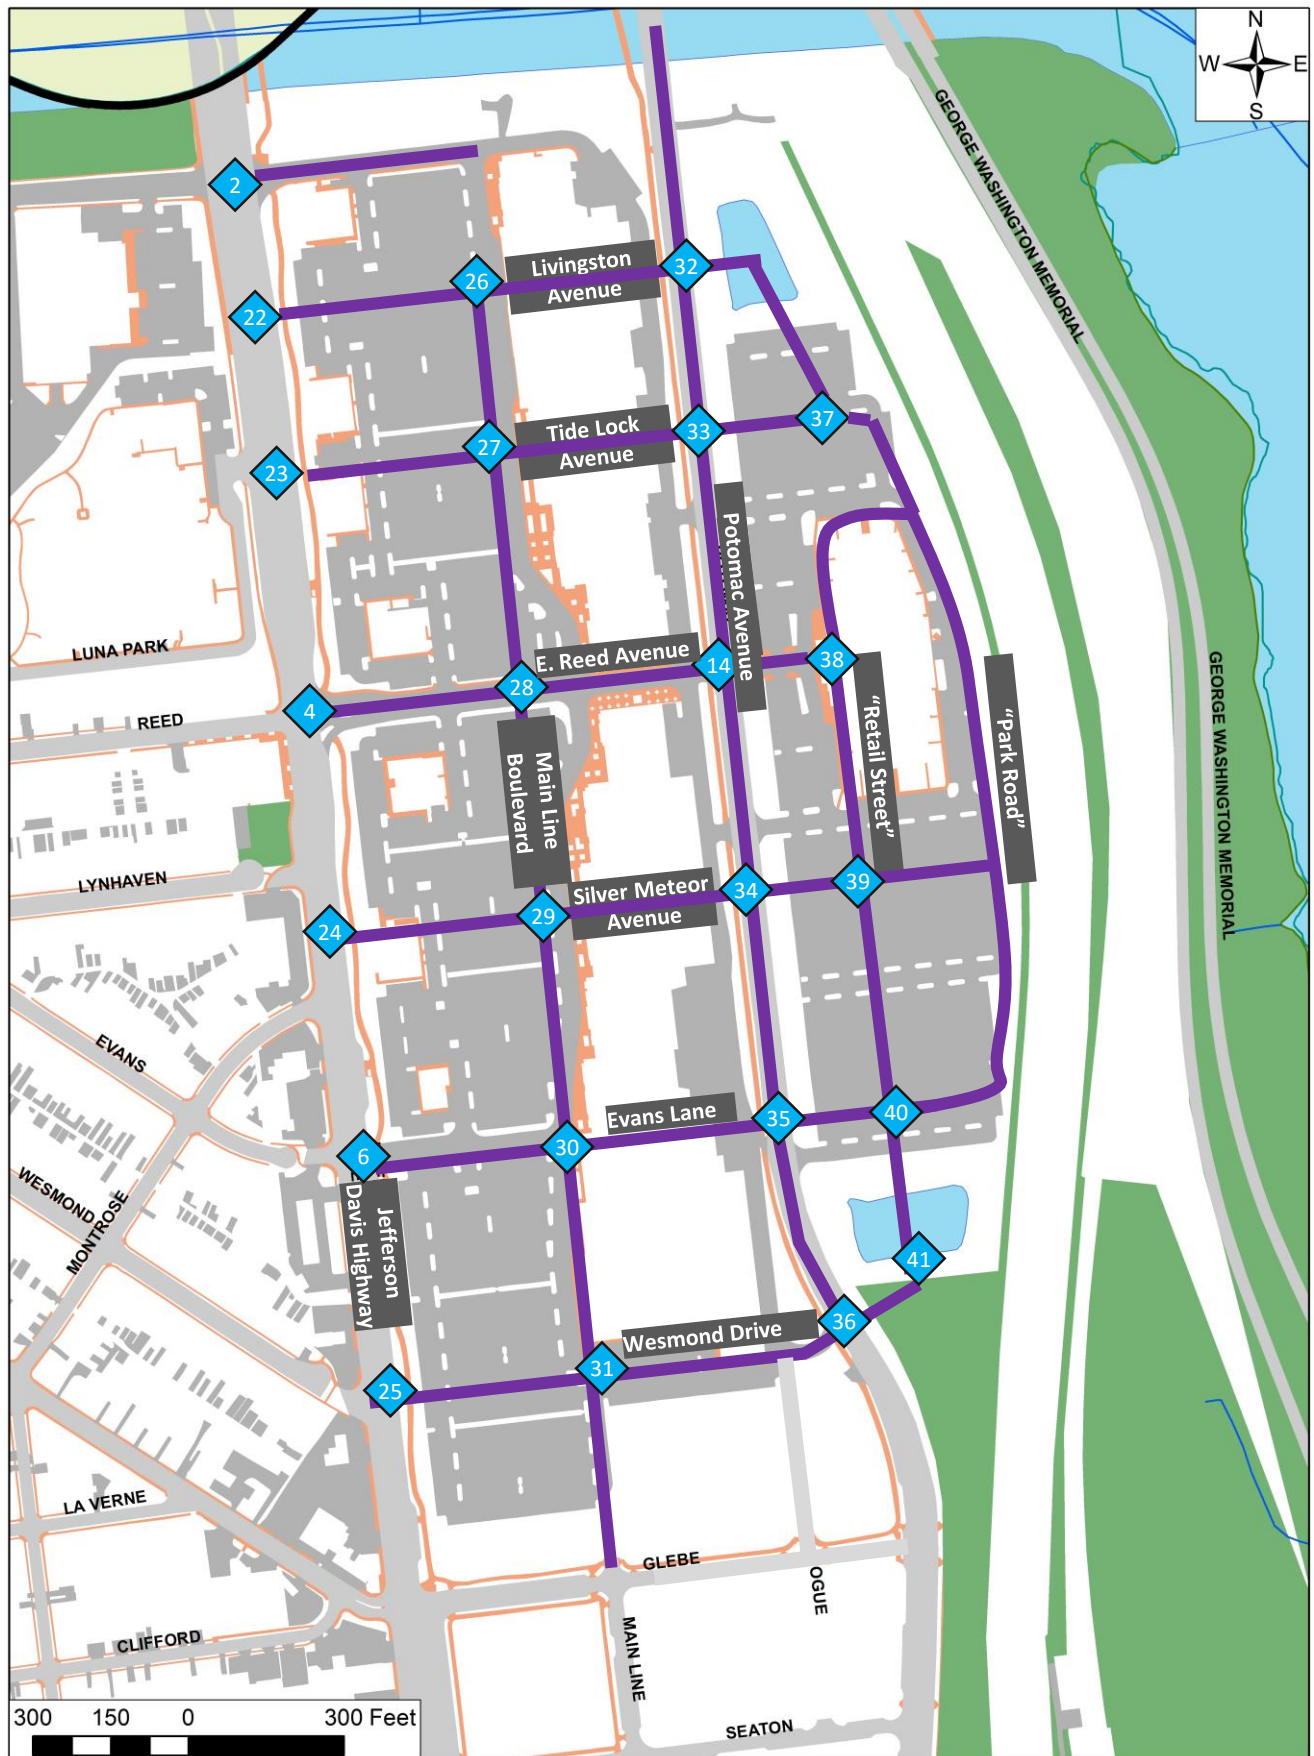 N
W E
S
GEORGE WASHINGTON MEMORIAL
2
32
Livingston
Avenue
26
22
37
Tide Lock
Avenue
33
27
23
Potomac Avenue
LUNA PARK
E. Reed Avenue
14
38
28
4
REED
"Retail Street"
"Park Road"
GEORGE WASHINGTON MEMORIAL
Main Line
Boulevard
LYNHAVEN
Silver Meteor
Avenue
34
39
29
24
EVANS
Evans Lane
35
40
30
6
WESMOND
MONTROSE
Jefferson
Davis Highway
41
36
Wesmond Drive
31
25
LA VERNE
GLEBE
OGUE
CLIFFORD
MAIN LINE
SEATON
300 150 0 300 Feet